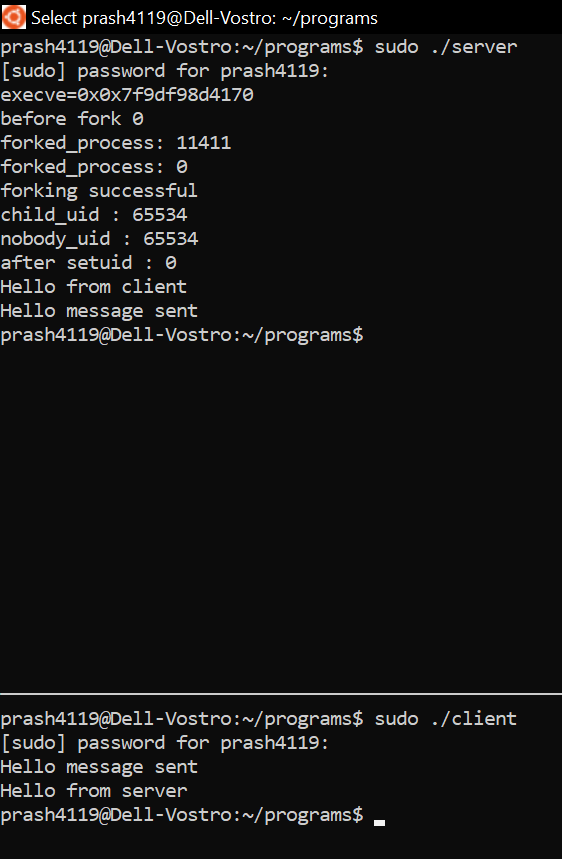 Select prash4119@Dell-Vostro: ~/programs
prash4119@Dell-Vostro:~/programs$ sudo ./server
[sudo] password for prash4119:
execve=0x0x7f9df98d4170
before fork 0
forked_process: 11411
forked_process: 0
forking successful
child_uid : 65534
nobody_uid : 65534
after setuid : 0
Hello from client
Hello message sent
prash4119@Dell-Vostro:~/programs$
prash4119@Dell-Vostro:~/programs$ sudo ./client
[sudo] password for prash4119:
Hello message sent
Hello from server
prash4119@Dell-Vostro:~/programs$